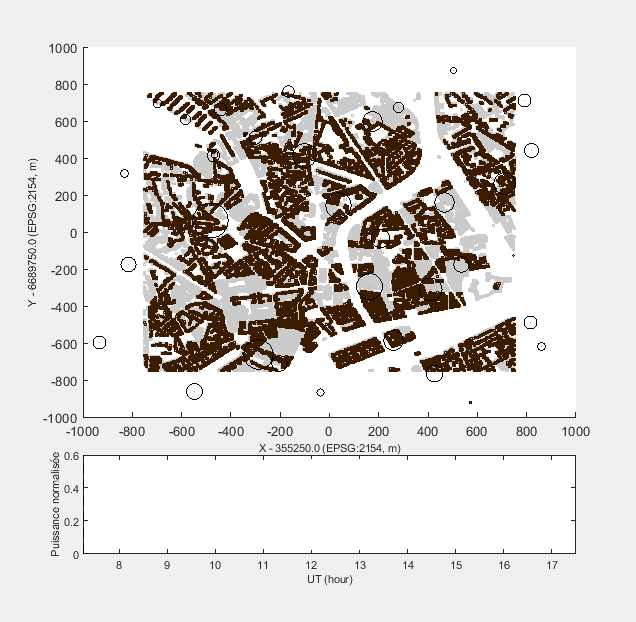 1000
800
600
400
200
0
-200
-400
-600
-800
-1000
Y - 6689750.0 (EPSG:2154, m)
-1000 -800 -600 -400 -200 0 200 400 600 800 1000
X - 355250.0 (EPSG:2154, m)
0.6
0.4
0.2
0
Puissance normalisée
8 9 10 11 12 13 14 15 16 17
UT (hour)